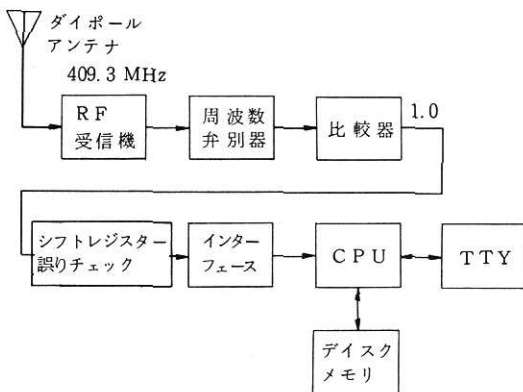 ダイポール
アンテナ
409.3 MHz
RF
受信機
周波数
弁別器
比較器
1.0
シフトレジスター
誤りチェック
インター
フェース
CPU
TTY
デイスク
メモリ